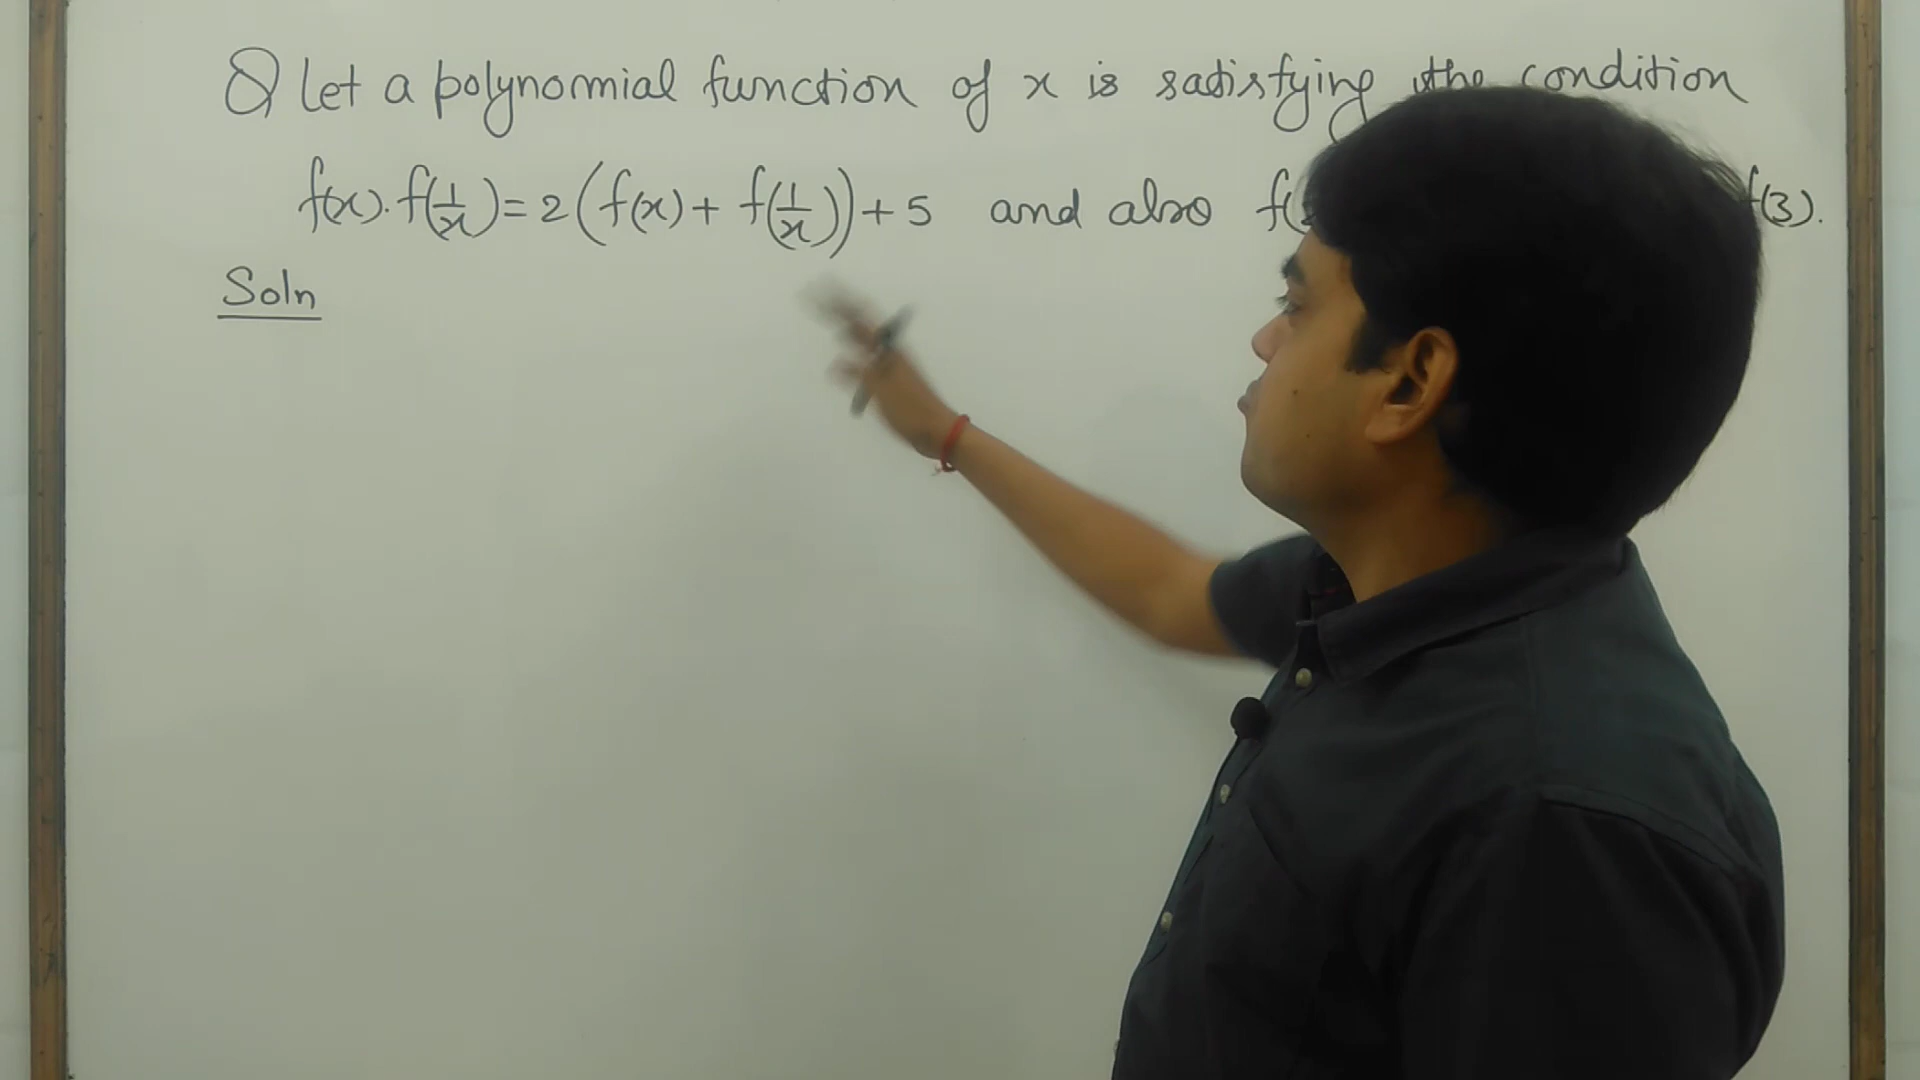 Q Let a polynomial function of x is satisfying the condition
f(x).f(1/x)=2(f(x)+f(1/x))+5 and also f( f(3).
Soln